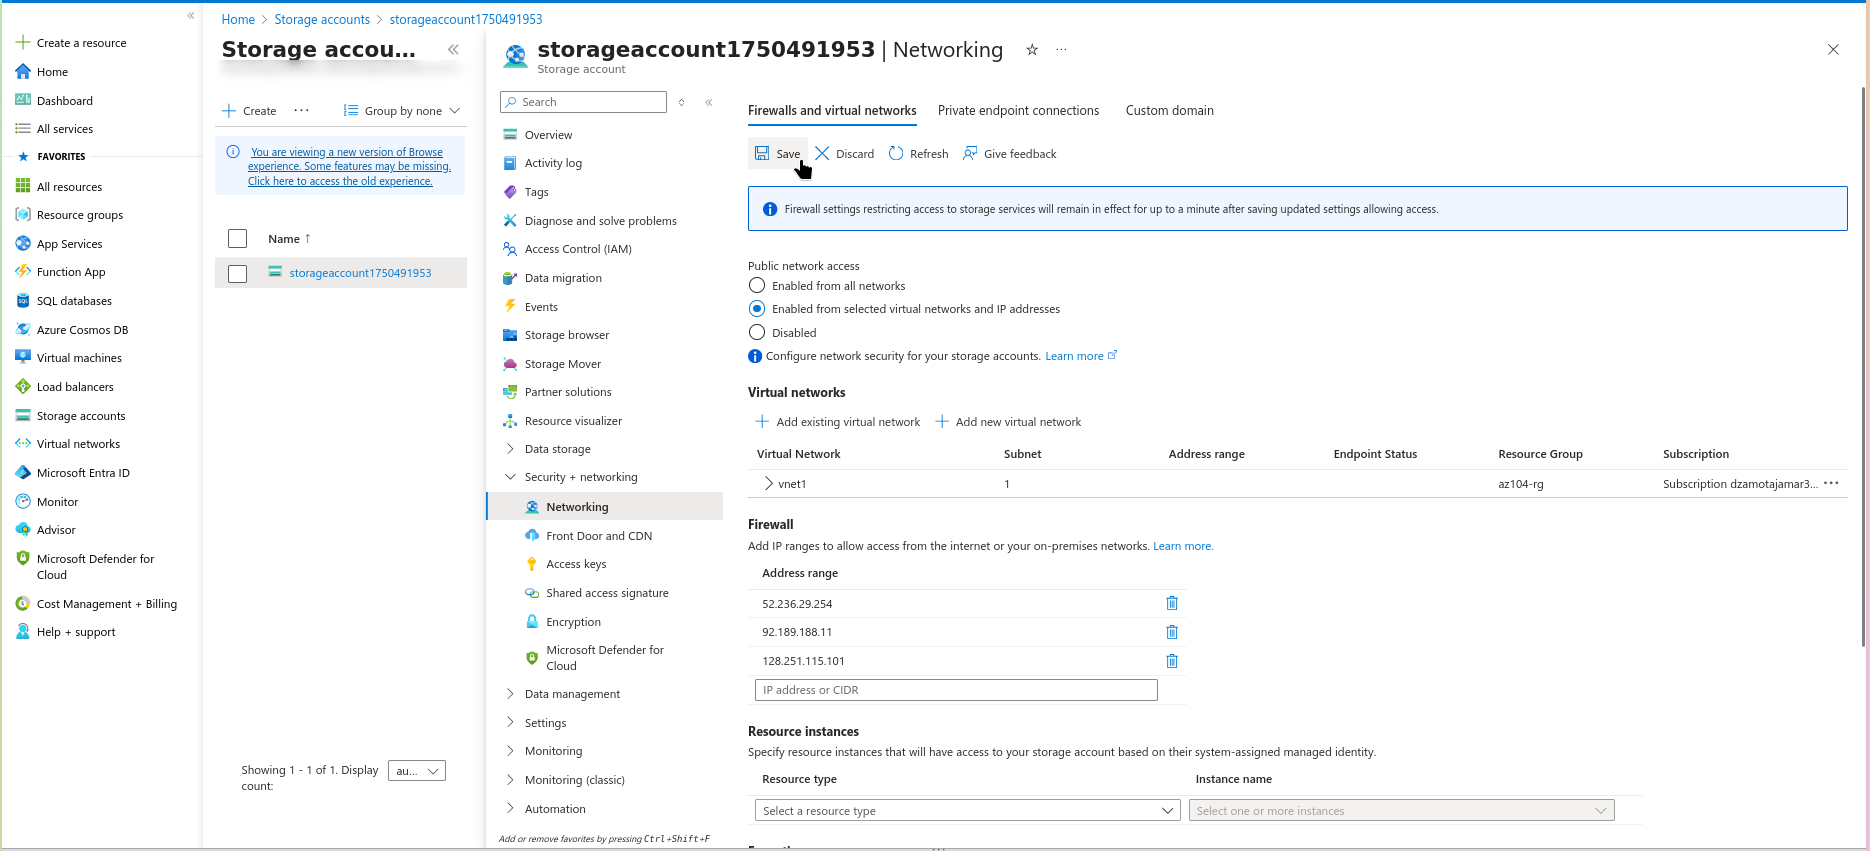 Home > Storage accounts > storageaccount1750491953
Create a resource
Home
Dashboard
All services
FAVORITES
All resources
Resource groups
App Services
Function App
SQL databases
Azure Cosmos DB
Virtual machines
Load balancers
Storage accounts
Virtual networks
Microsoft Entra ID
Monitor
Advisor
Microsoft Defender for
Cloud
Cost Management + Billing
Help + support
Storage accou...
Create
Group by none
You are viewing a new version of Browse
experience. Some features may be missing.
Click here to access the old experience.
Name ↑
storageaccount1750491953
Showing 1 - 1 of 1. Display
count:
au...
storageaccount1750491953 | Networking
Storage account
Search
Overview
Activity log
Tags
Diagnose and solve problems
Access Control (IAM)
Data migration
Events
Storage browser
Storage Mover
Partner solutions
Resource visualizer
Data storage
Security + networking
Networking
Front Door and CDN
Access keys
Shared access signature
Encryption
Microsoft Defender for
Cloud
Data management
Settings
Monitoring
Monitoring (classic)
Automation
Add or remove favorites by pressing Ctrl+Shift+F
Firewalls and virtual networks Private endpoint connections Custom domain
Save Discard Refresh Give feedback
Firewall settings restricting access to storage services will remain in effect for up to a minute after saving updated settings allowing access.
Public network access
Enabled from all networks
Enabled from selected virtual networks and IP addresses
Disabled
Configure network security for your storage accounts. Learn more
Virtual networks
Add existing virtual network Add new virtual network
Virtual Network Subnet Address range Endpoint Status Resource Group Subscription
vnet1 1 az104-rg Subscription dzamotajamar3...
Firewall
Add IP ranges to allow access from the internet or your on-premises networks. Learn more.
Address range
52.236.29.254
92.189.188.11
128.251.115.101
IP address or CIDR
Resource instances
Specify resource instances that will have access to your storage account based on their system-assigned managed identity.
Resource type Instance name
Select a resource type Select one or more instances